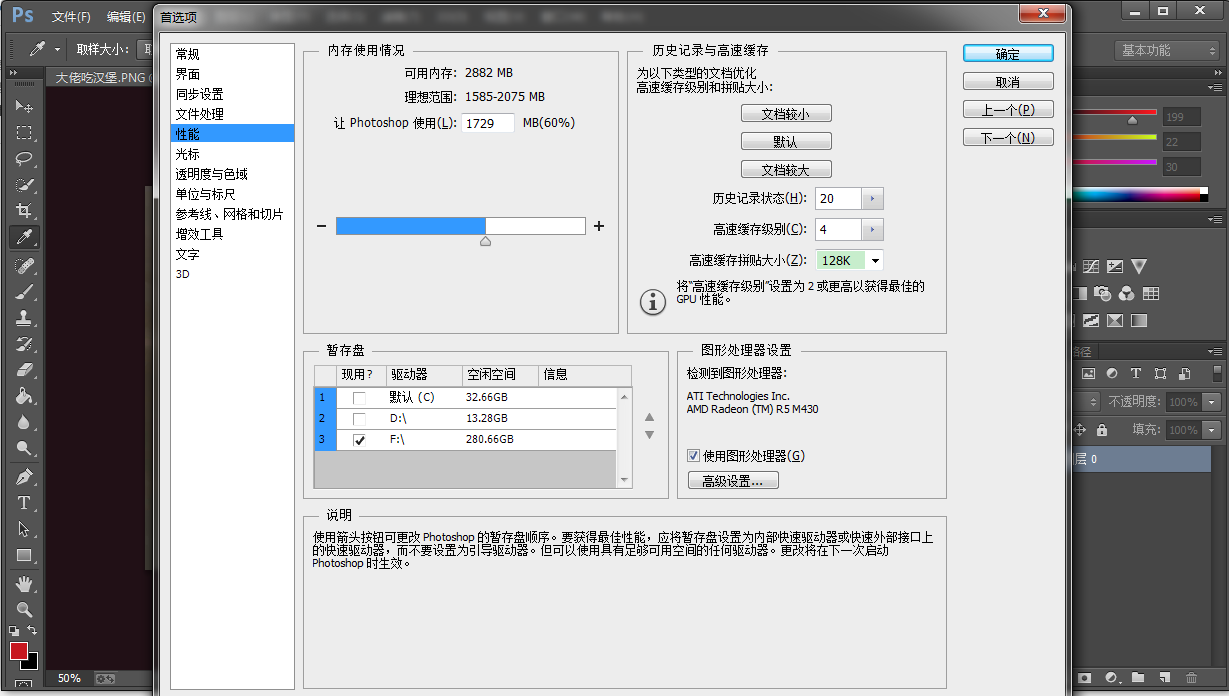 Ps 文件(F) 编辑(E)
首选项
取样大小: 取
基本功能
大佬吃汉堡.PNG
常规
界面
同步设置
文件处理
性能
光标
透明度与色域
单位与标尺
参考线、网格和切片
增效工具
文字
3D
内存使用情况
可用内存: 2882 MB
理想范围: 1585-2075 MB
让 Photoshop 使用(L): 1729 MB(60%)
− +
历史记录与高速缓存
为以下类型的文档优化
高速缓存级别和拼贴大小:
文档较小
默认
文档较大
历史记录状态(H): 20
高速缓存级别(C): 4
高速缓存拼贴大小(Z): 128K
将“高速缓存级别”设置为 2 或更高以获得最佳的
GPU 性能。
确定
取消
上一个(P)
下一个(N)
199
22
30
暂存盘
现用? 驱动器 空闲空间 信息
1 默认 (C) 32.66GB
2 D:\ 13.28GB
3 F:\ 280.66GB
图形处理器设置
检测到图形处理器:
ATI Technologies Inc.
AMD Radeon (TM) R5 M430
使用图形处理器(G)
高级设置...
说明
使用箭头按钮可更改 Photoshop 的暂存盘顺序。要获得最佳性能，应将暂存盘设置为内部快速驱动器或快速外部接口上
的快速驱动器，而不要设置为引导驱动器。但可以使用具有足够可用空间的任何驱动器。更改将在下一次启动
Photoshop 时生效。
路径
不透明度: 100%
填充: 100%
图层 0
50%